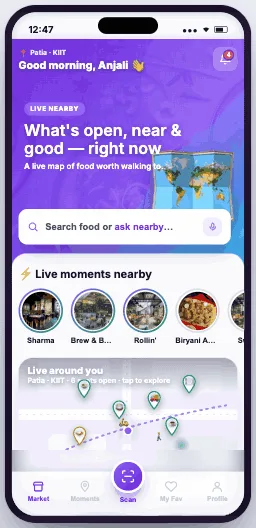 12:47
Patia · KIIT
Good morning, Anjali 👋
4
LIVE NEARBY
What's open, near &
good — right now
A live map of food worth walking to.
Search food or ask nearby...
⚡ Live moments nearby
Sharma
Brew & B...
Rollin'
Biryani A...
Live around you
Patia · KIIT · 8 spots open · tap to explore
Market
Moments
Scan
My Fav
Profile